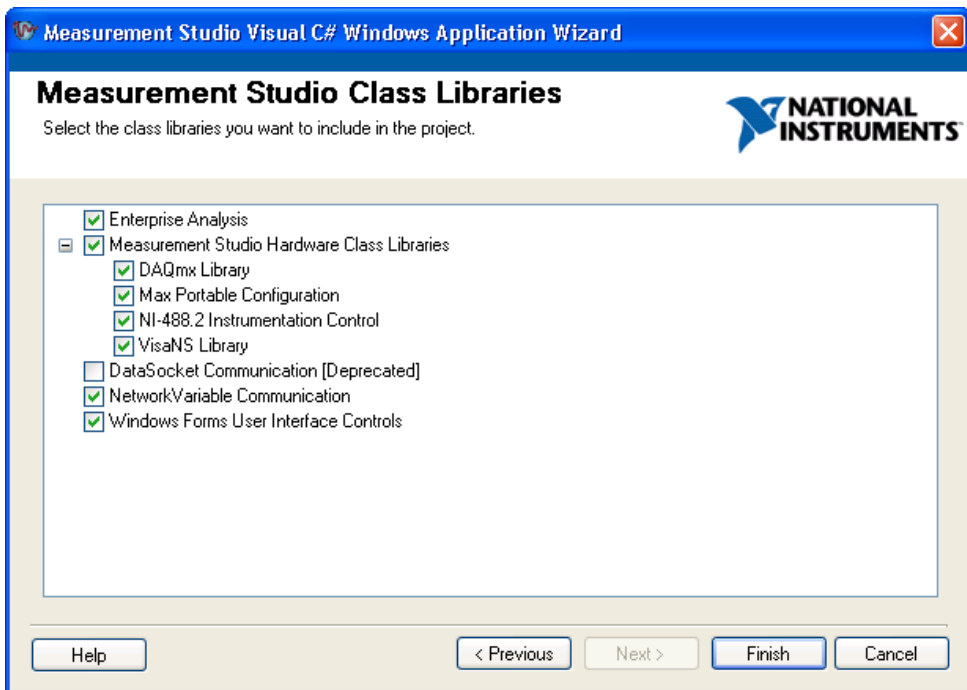 Measurement Studio Visual C# Windows Application Wizard
Measurement Studio Class Libraries
Select the class libraries you want to include in the project.
NATIONAL
INSTRUMENTS
Enterprise Analysis
Measurement Studio Hardware Class Libraries
DAQmx Library
Max Portable Configuration
NI-488.2 Instrumentation Control
VisaNS Library
DataSocket Communication [Deprecated]
NetworkVariable Communication
Windows Forms User Interface Controls
Help
< Previous
Next >
Finish
Cancel